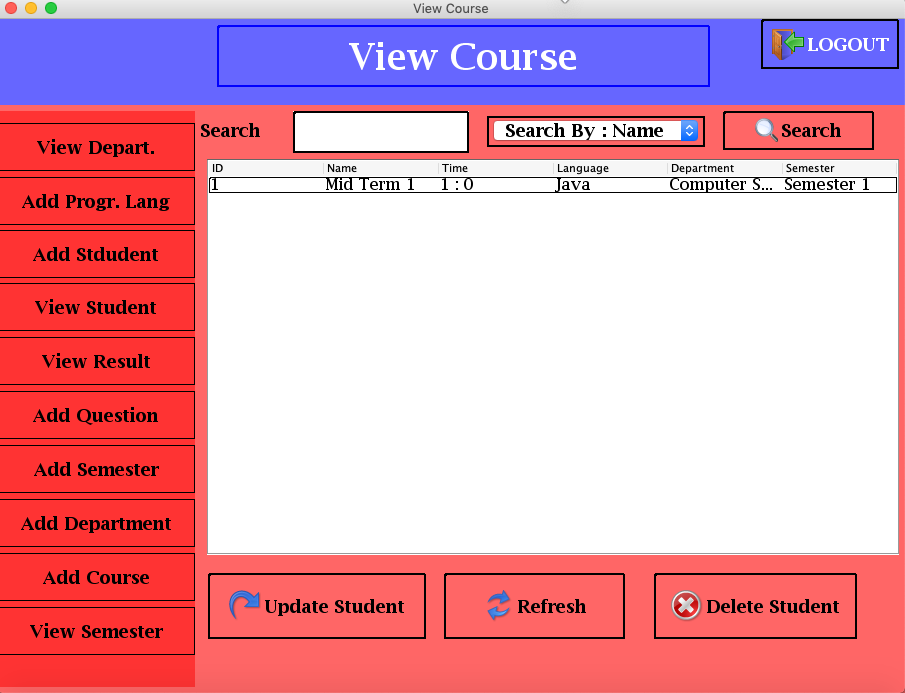 View Course
View Course
LOGOUT
Search
Search By : Name
Search
View Depart.
Add Progr. Lang
Add Stdudent
View Student
View Result
Add Question
Add Semester
Add Department
Add Course
View Semester
ID Name Time Language Department Semester
1 Mid Term 1 1 : 0 Java Computer S... Semester 1
Update Student
Refresh
Delete Student